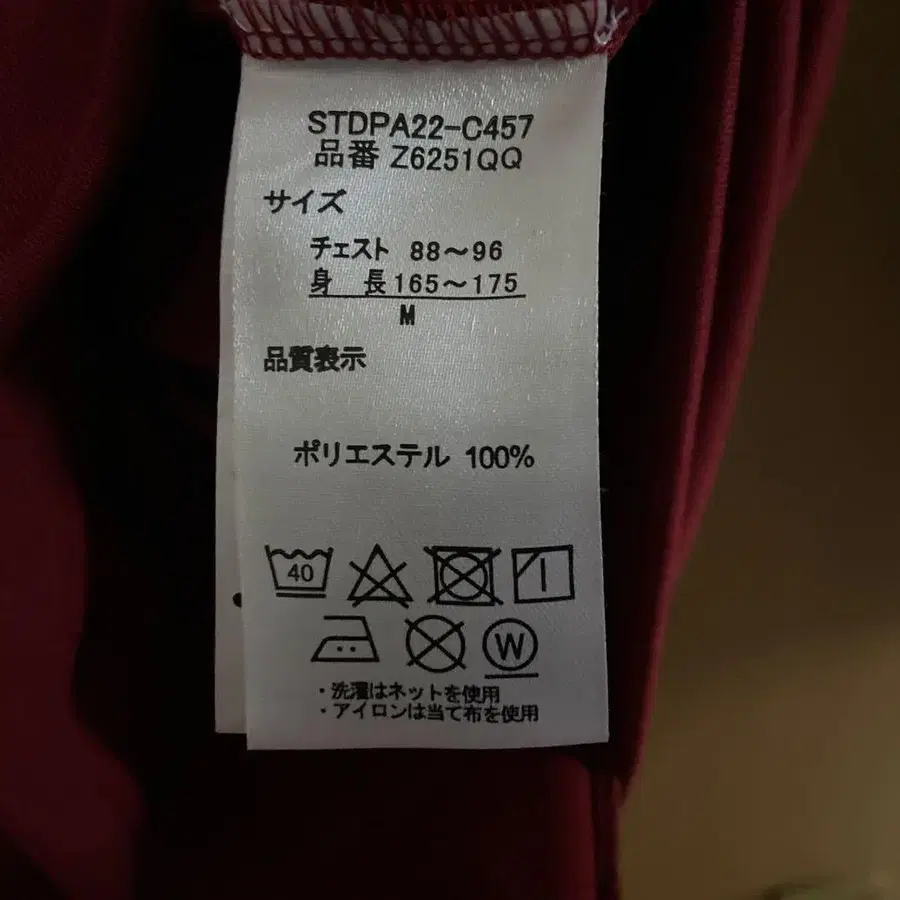 STDPA22-C457
品番 Z6251QQ
サイズ
チェスト 88～96
身 長 165～175
M
品質表示
ポリエステル 100%
40
W
・洗濯はネットを使用
・アイロンは当て布を使用